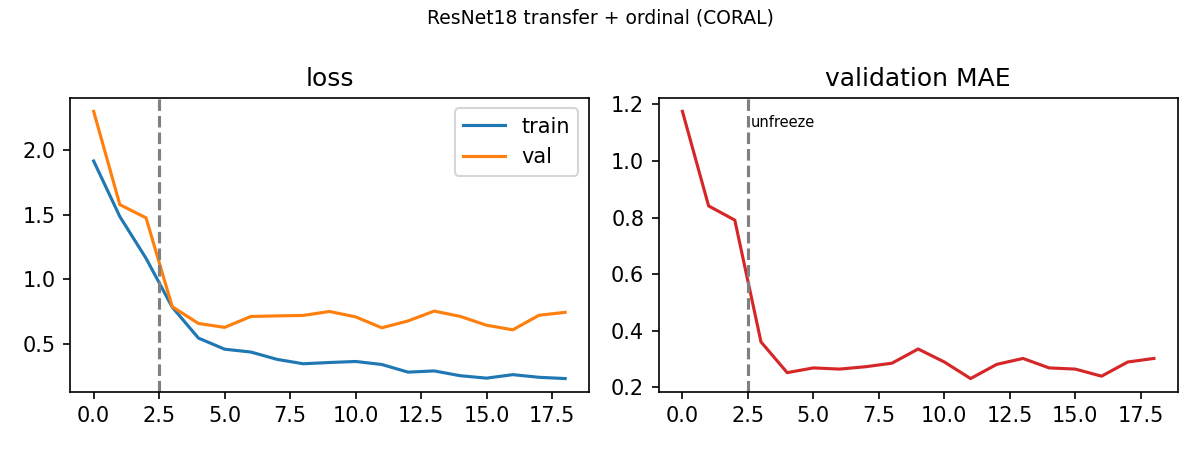 ResNet18 transfer + ordinal (CORAL)
loss
validation MAE
train
val
unfreeze
2.0
1.5
1.0
0.5
0.0 2.5 5.0 7.5 10.0 12.5 15.0 17.5
1.2
1.0
0.8
0.6
0.4
0.2
0.0 2.5 5.0 7.5 10.0 12.5 15.0 17.5